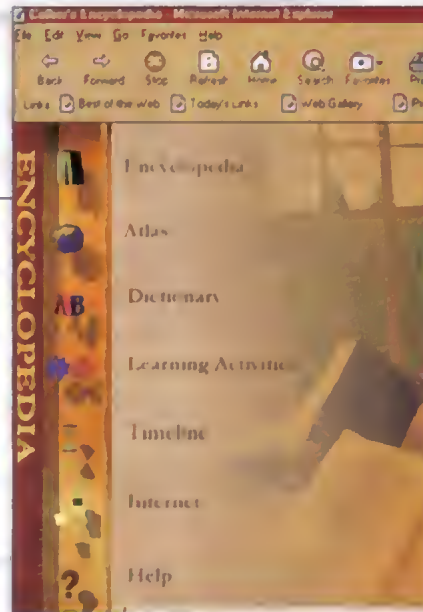 Collier's Encyclopedia - Microsoft Internet Explorer
File Edit View Go Favorites Help
Back Forward Stop Refresh Home Search Favorites
Links Best of the Web Today's Links Web Gallery
ENCYCLOPEDIA
Encyclopedia
Atlas
AB
Dictionary
Learning Activitie
Timeline
Internet
?
Help